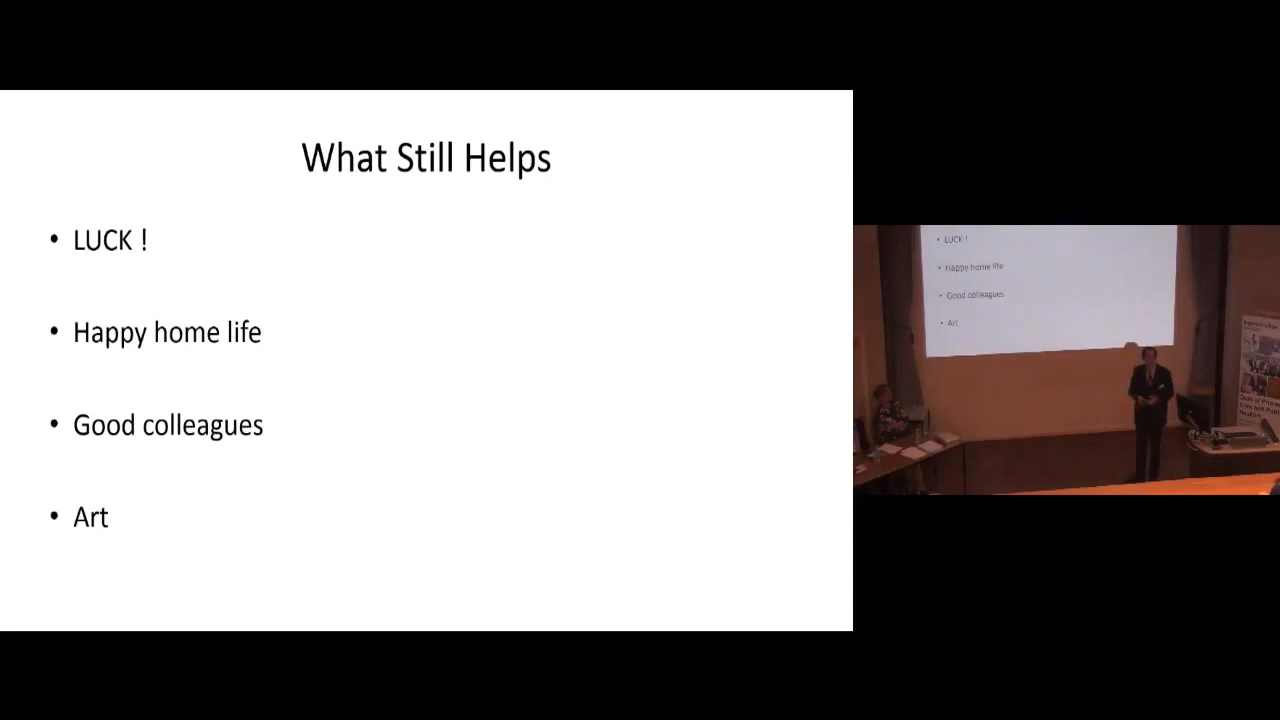 What Still Helps
• LUCK !
• Happy home life
• Good colleagues
• Art
• LUCK !
• Happy home life
• Good colleagues
• Art